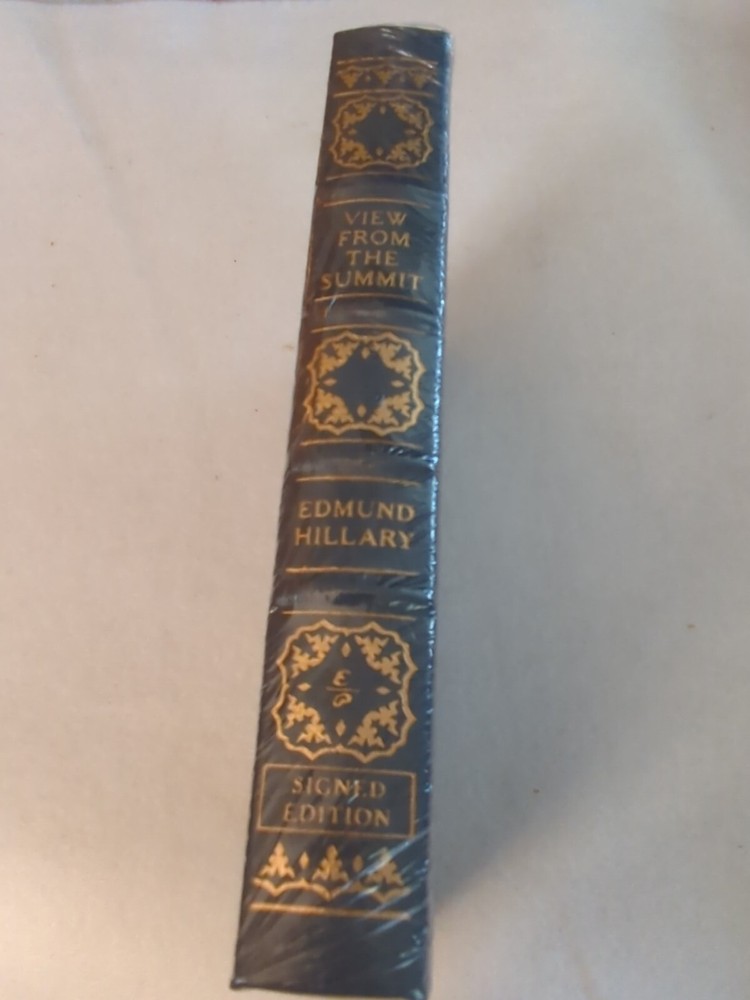 VIEW
FROM
THE
SUMMIT
EDMUND
HILLARY
E
P
SIGNED
EDITION